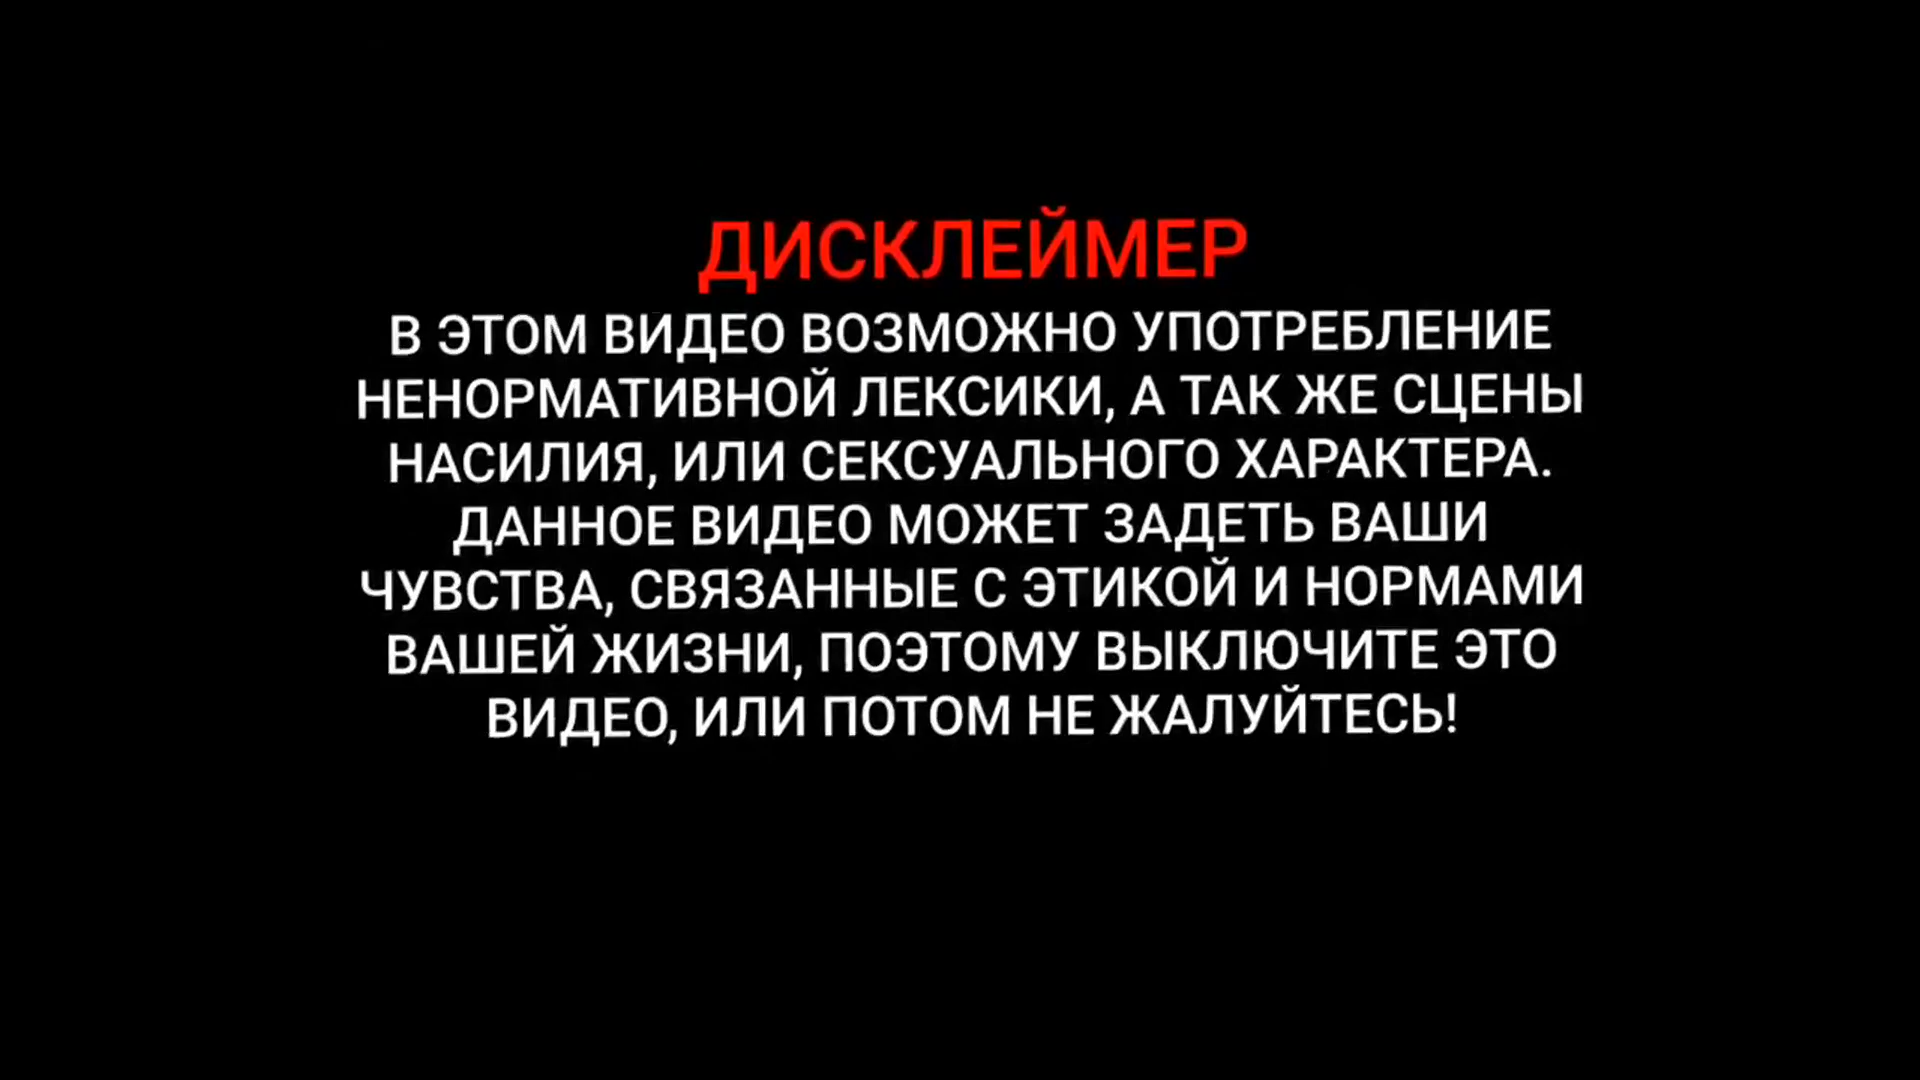 ДИСКЛЕЙМЕР
В ЭТОМ ВИДЕО ВОЗМОЖНО УПОТРЕБЛЕНИЕ
НЕНОРМАТИВНОЙ ЛЕКСИКИ, А ТАК ЖЕ СЦЕНЫ
НАСИЛИЯ, ИЛИ СЕКСУАЛЬНОГО ХАРАКТЕРА.
ДАННОЕ ВИДЕО МОЖЕТ ЗАДЕТЬ ВАШИ
ЧУВСТВА, СВЯЗАННЫЕ С ЭТИКОЙ И НОРМАМИ
ВАШЕЙ ЖИЗНИ, ПОЭТОМУ ВЫКЛЮЧИТЕ ЭТО
ВИДЕО, ИЛИ ПОТОМ НЕ ЖАЛУЙТЕСЬ!